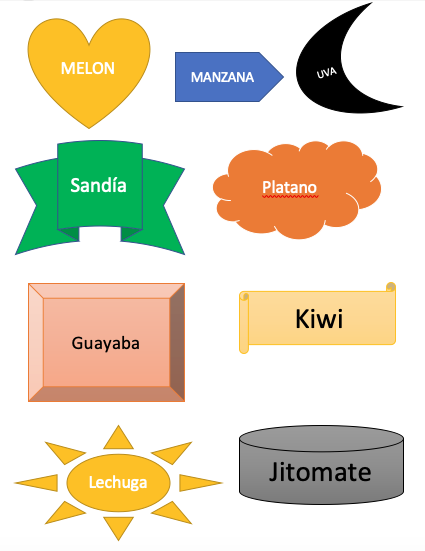 MELON
MANZANA
UVA
Sandía
Platano
Guayaba
Kiwi
Lechuga
Jitomate